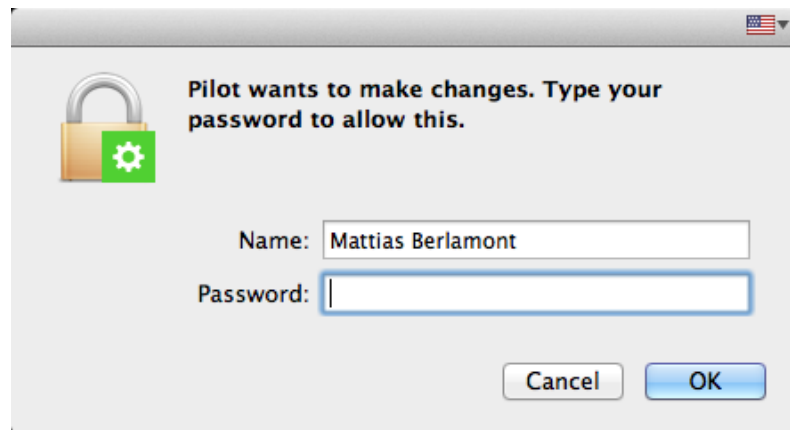 Pilot wants to make changes. Type your
password to allow this.
Name: Mattias Berlamont
Password:
Cancel OK